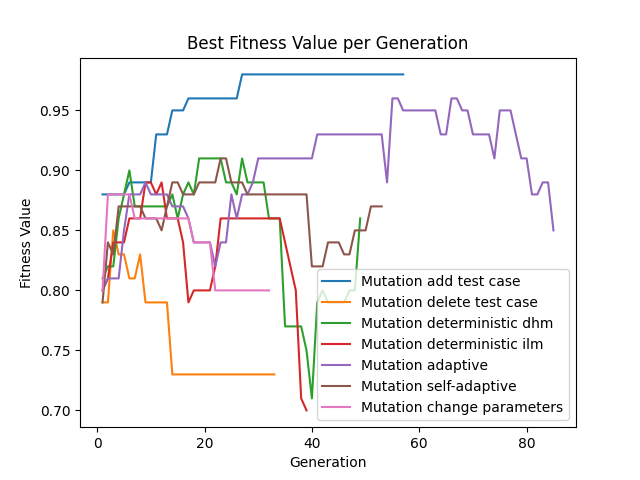 Best Fitness Value per Generation
Fitness Value
0.95
0.90
0.85
0.80
0.75
0.70
Mutation add test case
Mutation delete test case
Mutation deterministic dhm
Mutation deterministic ilm
Mutation adaptive
Mutation self-adaptive
Mutation change parameters
0 20 40 60 80
Generation